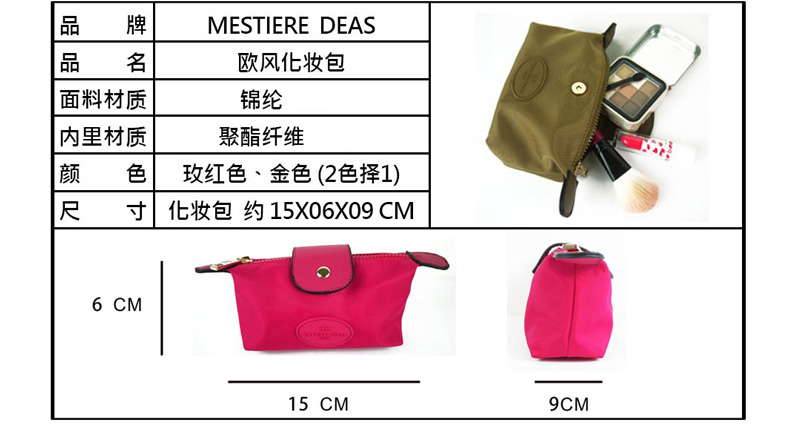 品 牌 MESTIERE DEAS
品 名 欧风化妆包
面料材质 锦纶
内里材质 聚酯纤维
颜 色 玫红色、金色 (2色择1)
尺 寸 化妆包 约 15X06X09 CM
6 CM
15 CM
9CM